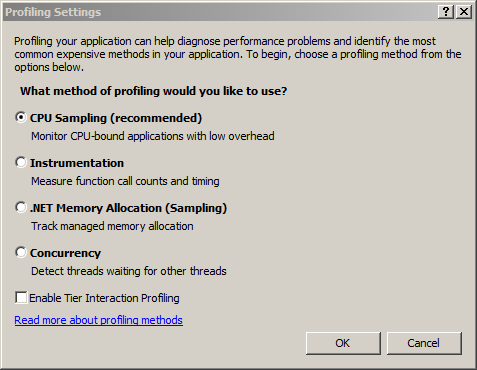 Profiling Settings
Profiling your application can help diagnose performance problems and identify the most
common expensive methods in your application. To begin, choose a profiling method from the
options below.
What method of profiling would you like to use?
CPU Sampling (recommended)
Monitor CPU-bound applications with low overhead
Instrumentation
Measure function call counts and timing
.NET Memory Allocation (Sampling)
Track managed memory allocation
Concurrency
Detect threads waiting for other threads
Enable Tier Interaction Profiling
Read more about profiling methods
OK Cancel